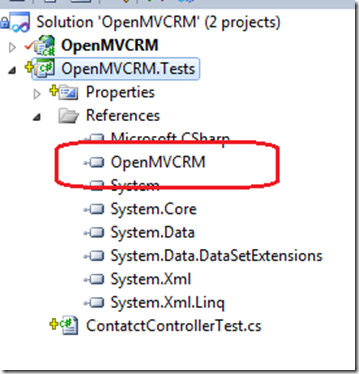 Solution 'OpenMVCRM' (2 projects)
OpenMVCRM
OpenMVCRM.Tests
Properties
References
Microsoft.CSharp
OpenMVCRM
System
System.Core
System.Data
System.Data.DataSetExtensions
System.Xml
System.Xml.Linq
ContatctControllerTest.cs